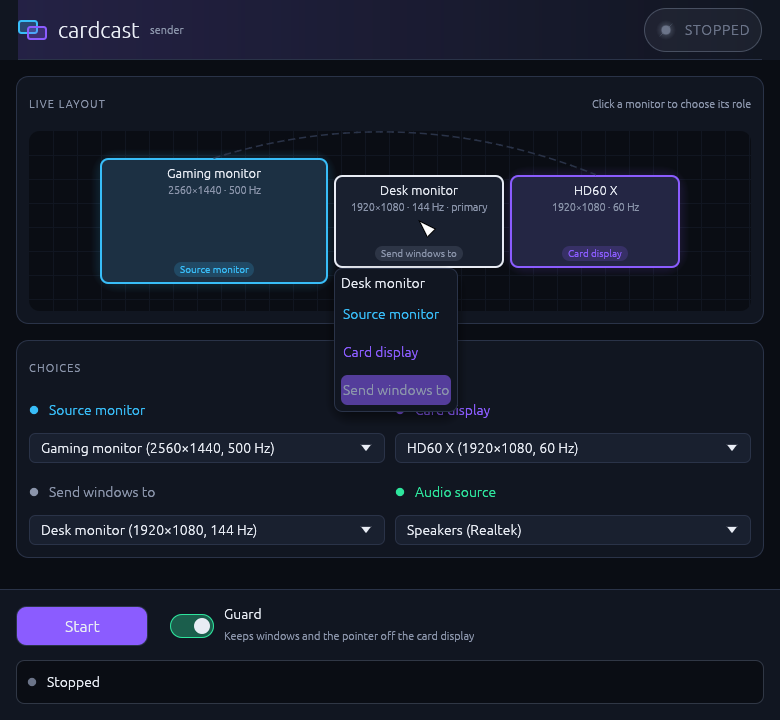 cardcast sender
STOPPED
LIVE LAYOUT
Click a monitor to choose its role
Gaming monitor
2560×1440 · 500 Hz
Source monitor
Desk monitor
1920×1080 · 144 Hz · primary
Send windows to
HD60 X
1920×1080 · 60 Hz
Card display
Desk monitor
Source monitor
Card display
Send windows to
CHOICES
Source monitor
Gaming monitor (2560×1440, 500 Hz)
Card display
HD60 X (1920×1080, 60 Hz)
Send windows to
Desk monitor (1920×1080, 144 Hz)
Audio source
Speakers (Realtek)
Start
Guard
Keeps windows and the pointer off the card display
Stopped